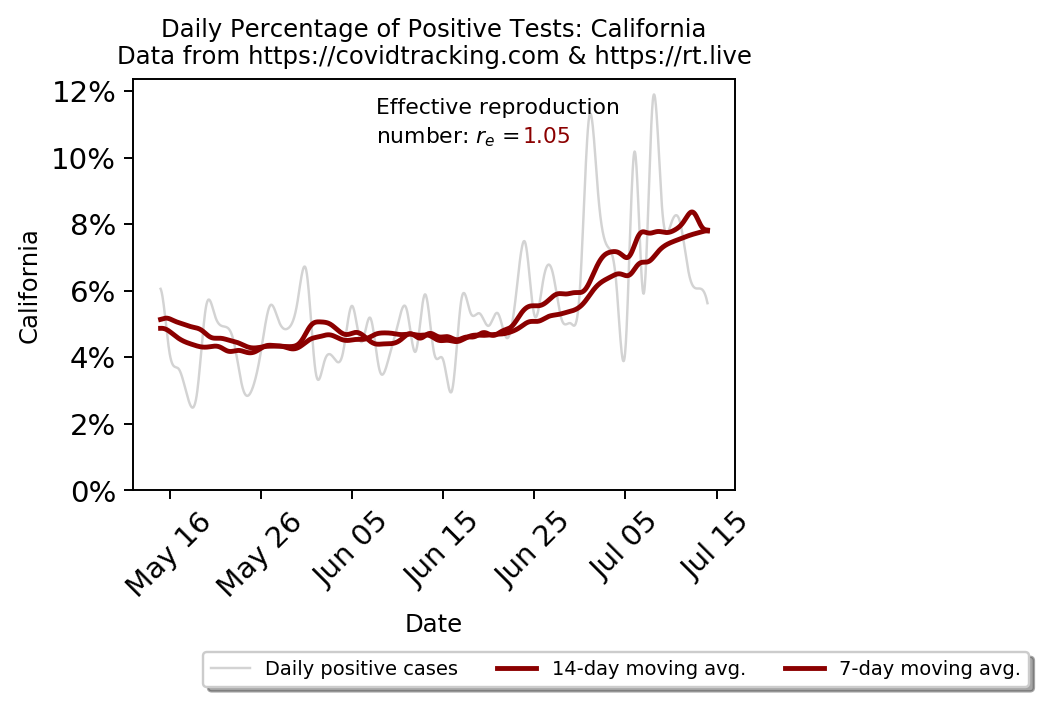 Daily Percentage of Positive Tests: California
Data from https://covidtracking.com & https://rt.live
Effective reproduction
number: rₑ =1.05
12%
10%
8%
6%
4%
2%
0%
California
May 16
May 26
Jun 05
Jun 15
Jun 25
Jul 05
Jul 15
Date
Daily positive cases
14-day moving avg.
7-day moving avg.